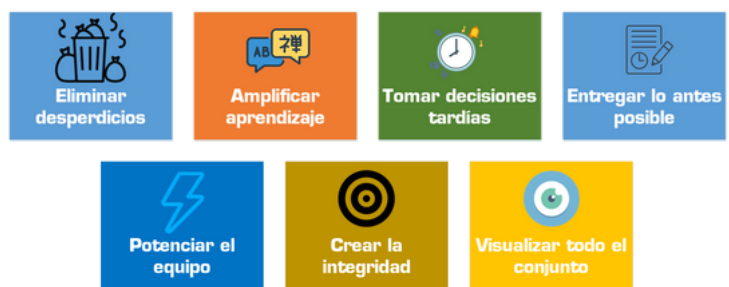 AB 禅
Eliminar
desperdicios
Amplificar
aprendizaje
Tomar decisiones
tardías
Entregar lo antes
posible
Potenciar el
equipo
Crear la
integridad
Visualizar todo el
conjunto